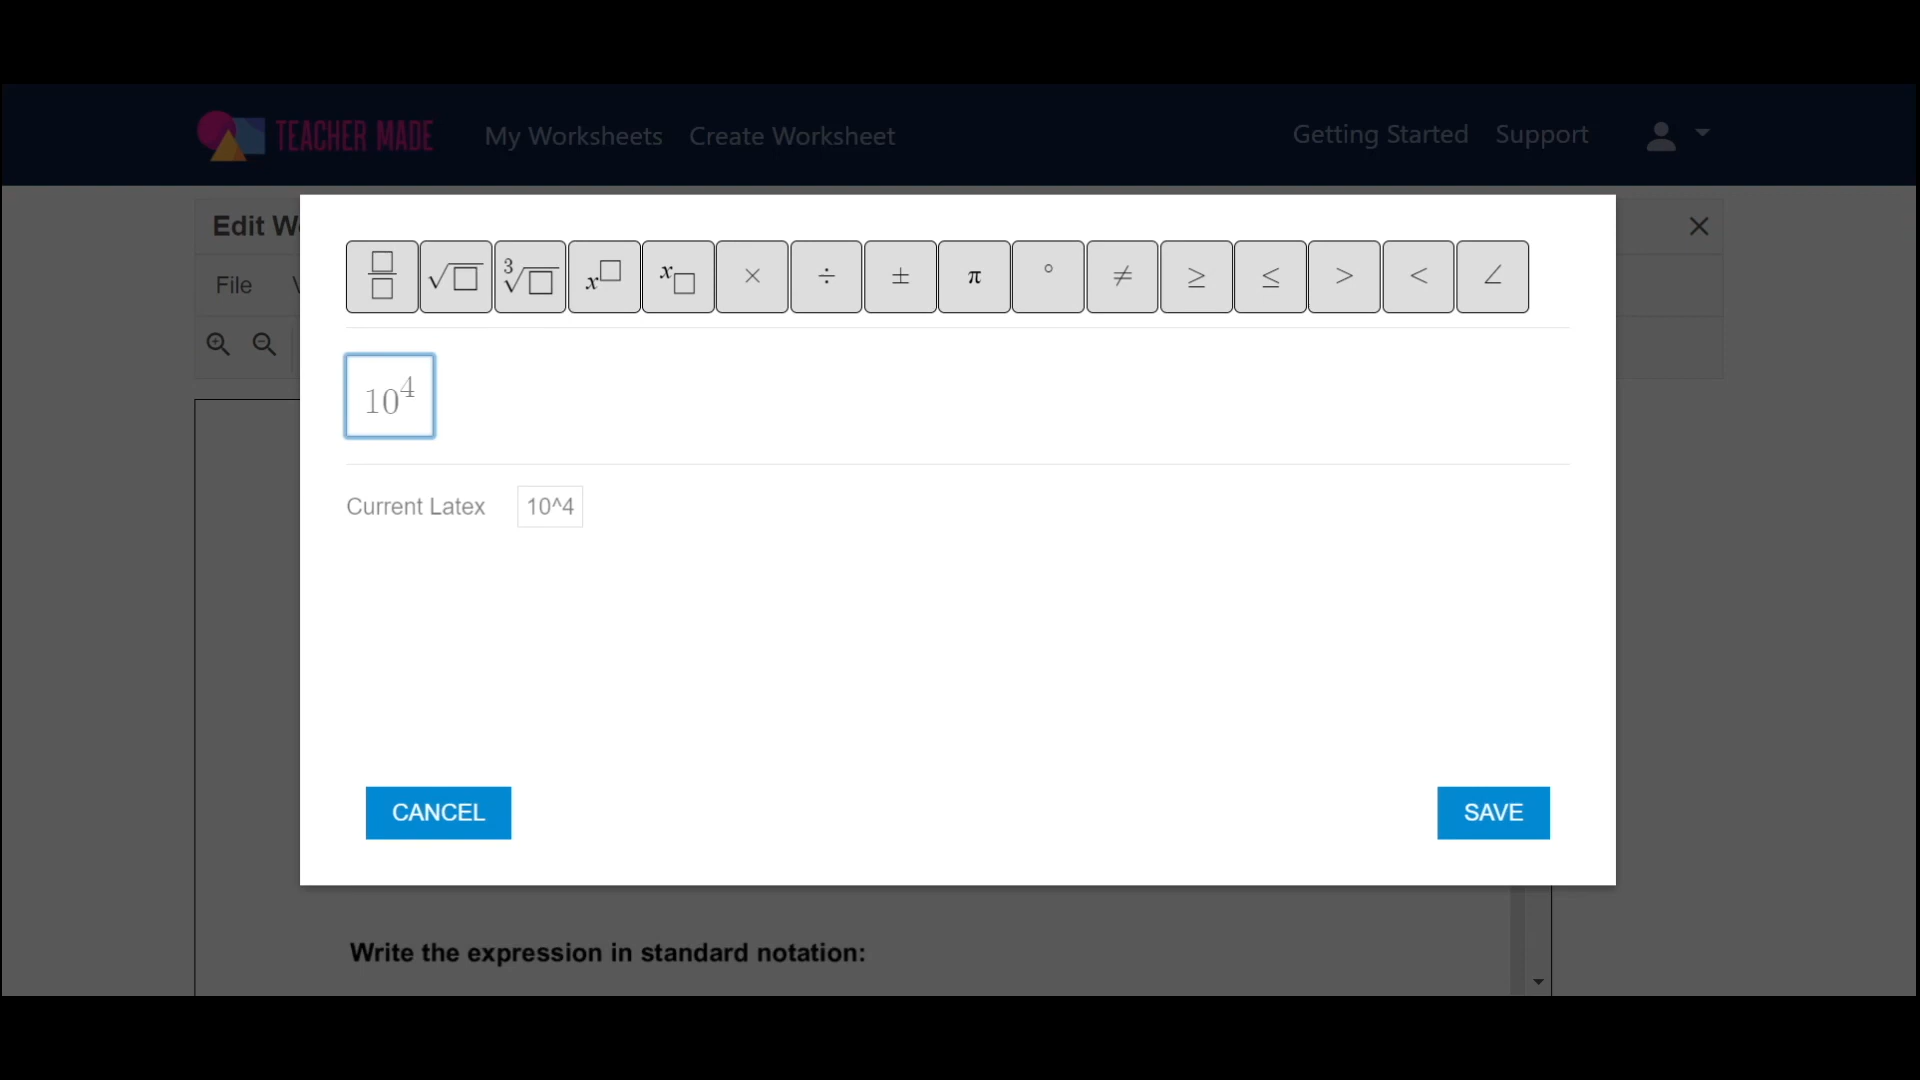 TEACHER MADE My Worksheets Create Worksheet Getting Started Support
Edit W
File
√ 3√ x x × ÷ ± π ° ≠ ≥ ≤ > < ∠
10^4
Current Latex 10^4
CANCEL SAVE
Write the expression in standard notation: